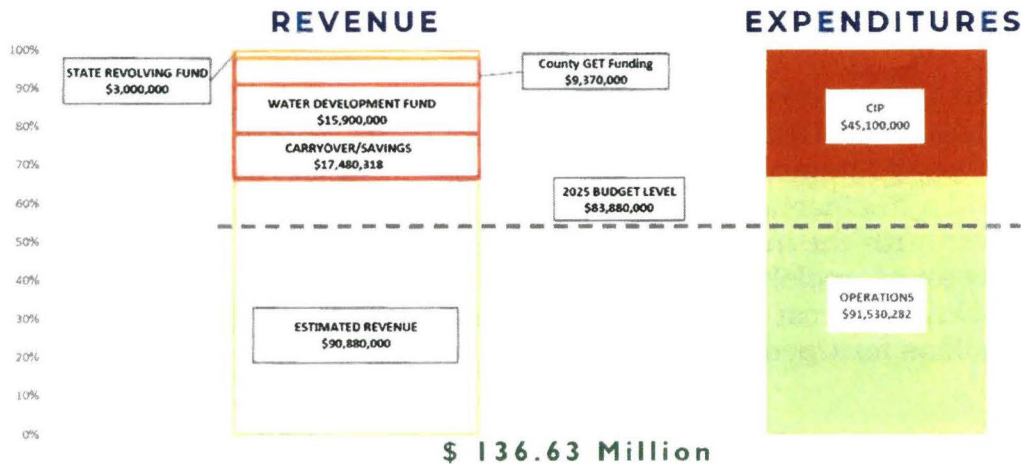 REVENUE
EXPENDITURES
100%
90%
80%
70%
60%
50%
40%
30%
20%
10%
0%
STATE REVOLVING FUND
$3,000,000
County GET Funding
$9,370,000
WATER DEVELOPMENT FUND
$15,900,000
CARRYOVER/SAVINGS
$17,480,318
2025 BUDGET LEVEL
$83,880,000
ESTIMATED REVENUE
$90,880,000
CIP
$45,100,000
OPERATIONS
$91,530,282
$ 136.63 Million